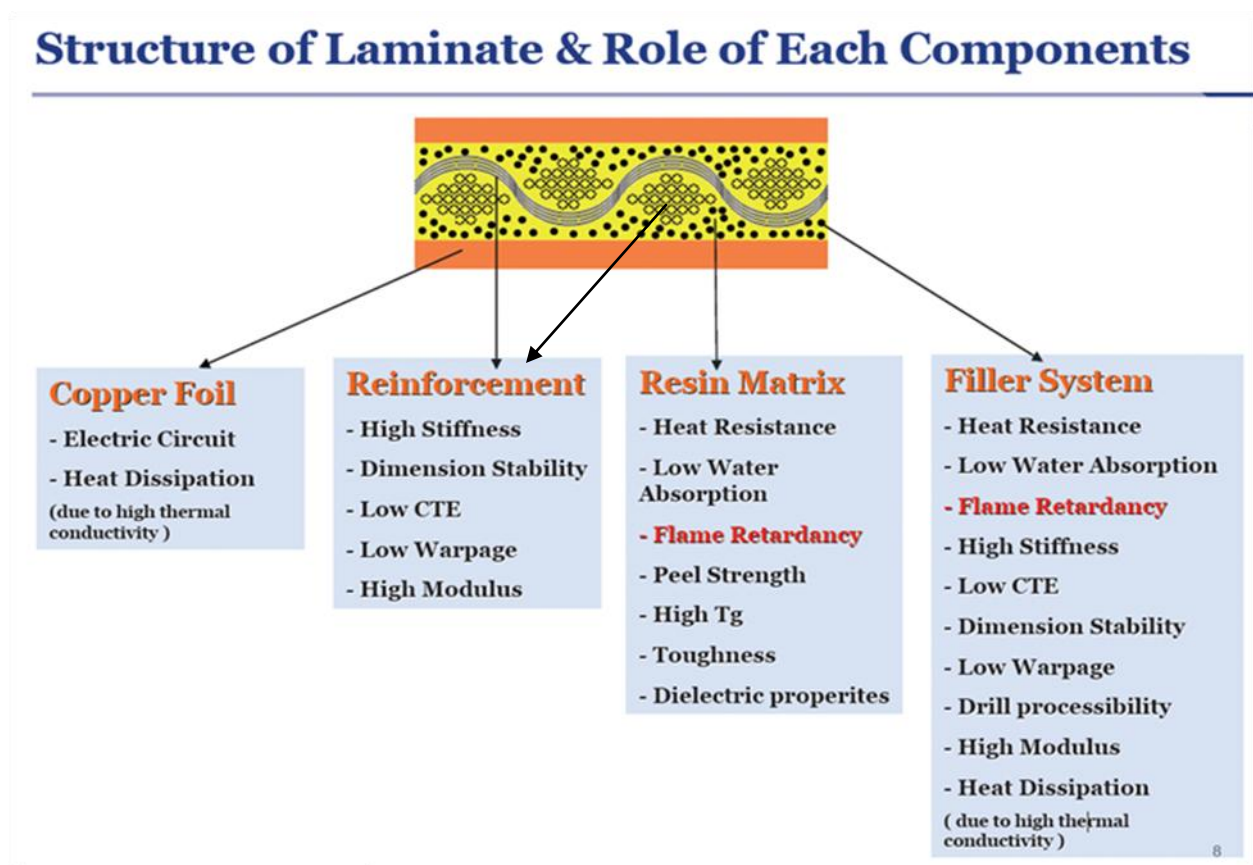 Structure of Laminate & Role of Each Components
Copper Foil
- Electric Circuit
- Heat Dissipation
(due to high thermal
conductivity )
Reinforcement
- High Stiffness
- Dimension Stability
- Low CTE
- Low Warpage
- High Modulus
Resin Matrix
- Heat Resistance
- Low Water
Absorption
- Flame Retardancy
- Peel Strength
- High Tg
- Toughness
- Dielectric properites
Filler System
- Heat Resistance
- Low Water Absorption
- Flame Retardancy
- High Stiffness
- Low CTE
- Dimension Stability
- Low Warpage
- Drill processibility
- High Modulus
- Heat Dissipation
( due to high thermal
conductivity )
8